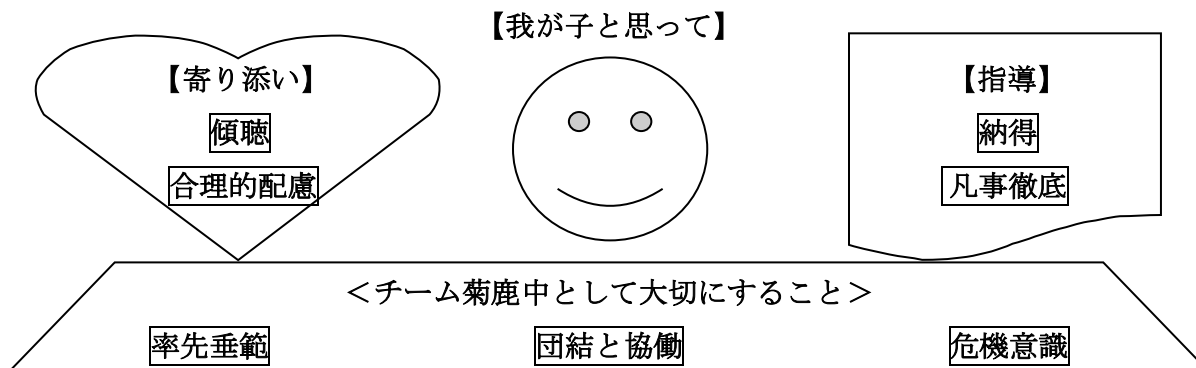 【我が子と思って】
【寄り添い】
傾聴
合理的配慮
【指導】
納得
凡事徹底
＜チーム菊鹿中として大切にすること＞
率先垂範
団結と協働
危機意識